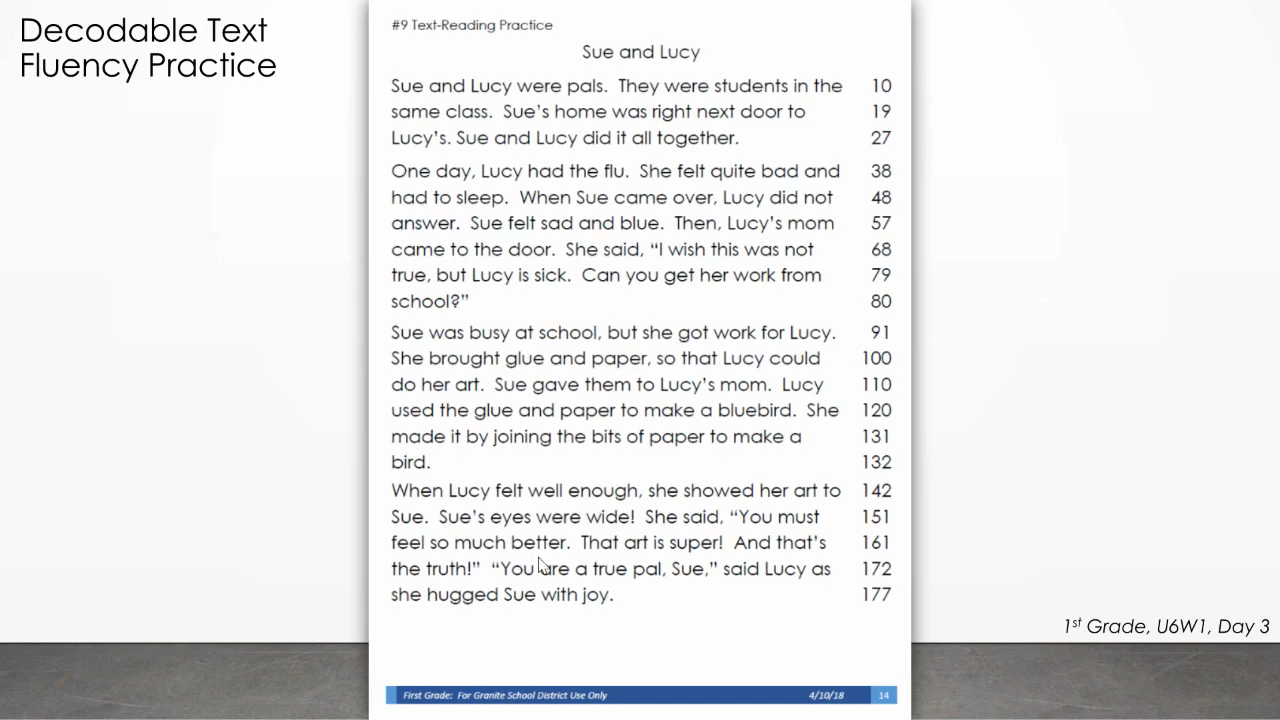 Decodable Text
Fluency Practice
#9 Text-Reading Practice
Sue and Lucy
Sue and Lucy were pals. They were students in the 10
same class. Sue's home was right next door to 19
Lucy's. Sue and Lucy did it all together. 27
One day, Lucy had the flu. She felt quite bad and 38
had to sleep. When Sue came over, Lucy did not 48
answer. Sue felt sad and blue. Then, Lucy's mom 57
came to the door. She said, “I wish this was not 68
true, but Lucy is sick. Can you get her work from 79
school?” 80
Sue was busy at school, but she got work for Lucy. 91
She brought glue and paper, so that Lucy could 100
do her art. Sue gave them to Lucy's mom. Lucy 110
used the glue and paper to make a bluebird. She 120
made it by joining the bits of paper to make a 131
bird. 132
When Lucy felt well enough, she showed her art to 142
Sue. Sue's eyes were wide! She said, “You must 151
feel so much better. That art is super! And that's 161
the truth!” “You are a true pal, Sue,” said Lucy as 172
she hugged Sue with joy. 177
1st Grade, U6W1, Day 3
First Grade: For Granite School District Use Only 4/10/18 14